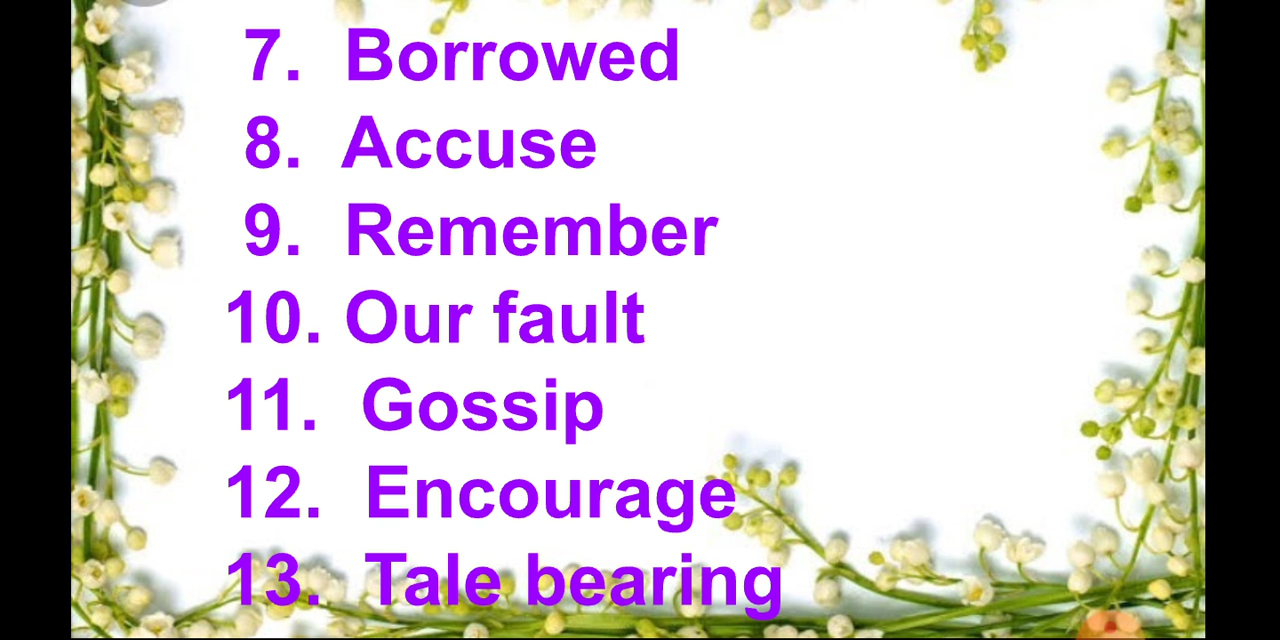 7. Borrowed
8. Accuse
9. Remember
10. Our fault
11. Gossip
12. Encourage
13. Tale bearing